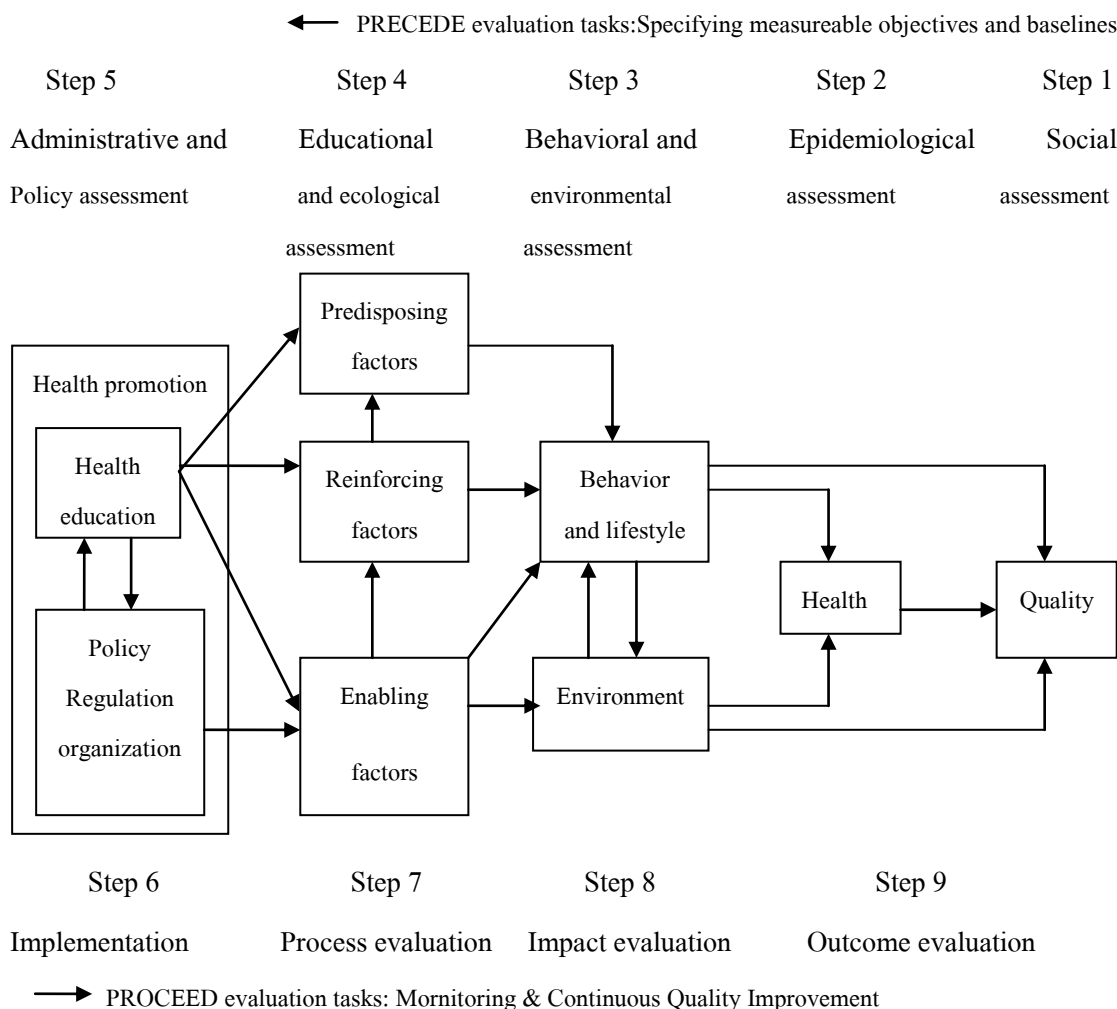 PRECEDE evaluation tasks:Specifying measureable objectives and baselines
Step 5 Step 4 Step 3 Step 2 Step 1
Administrative and Educational Behavioral and Epidemiological Social
Policy assessment and ecological environmental assessment assessment
assessment assessment
Predisposing
factors
Health promotion
Health
education
Reinforcing
factors
Behavior
and lifestyle
Health
Quality
Policy
Regulation
organization
Enabling
factors
Environment
Step 6 Step 7 Step 8 Step 9
Implementation Process evaluation Impact evaluation Outcome evaluation
PROCEED evaluation tasks: Mornitoring & Continuous Quality Improvement